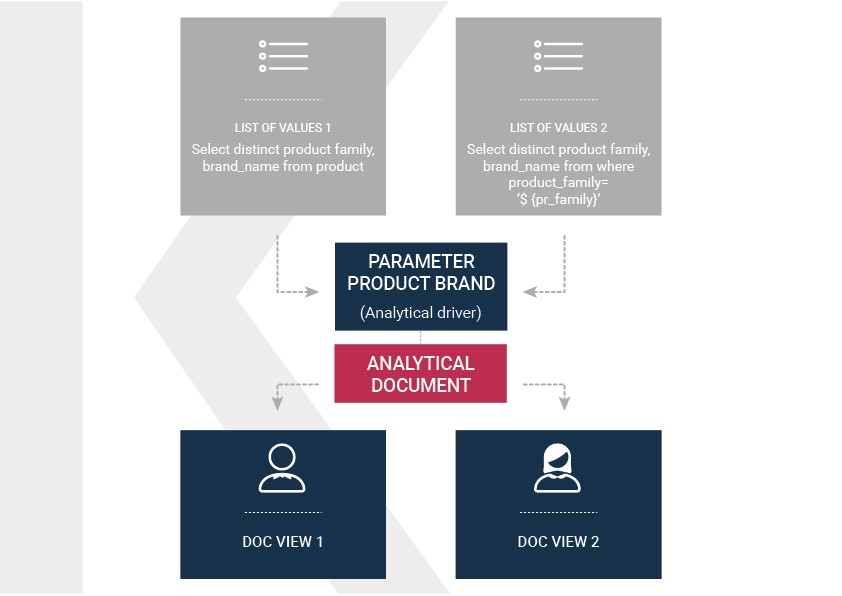 LIST OF VALUES 1
Select distinct product family,
brand_name from product
LIST OF VALUES 2
Select distinct product family,
brand_name from where
product_family=
'$ {pr_family}'
PARAMETER
PRODUCT BRAND
(Analytical driver)
ANALYTICAL
DOCUMENT
DOC VIEW 1
DOC VIEW 2